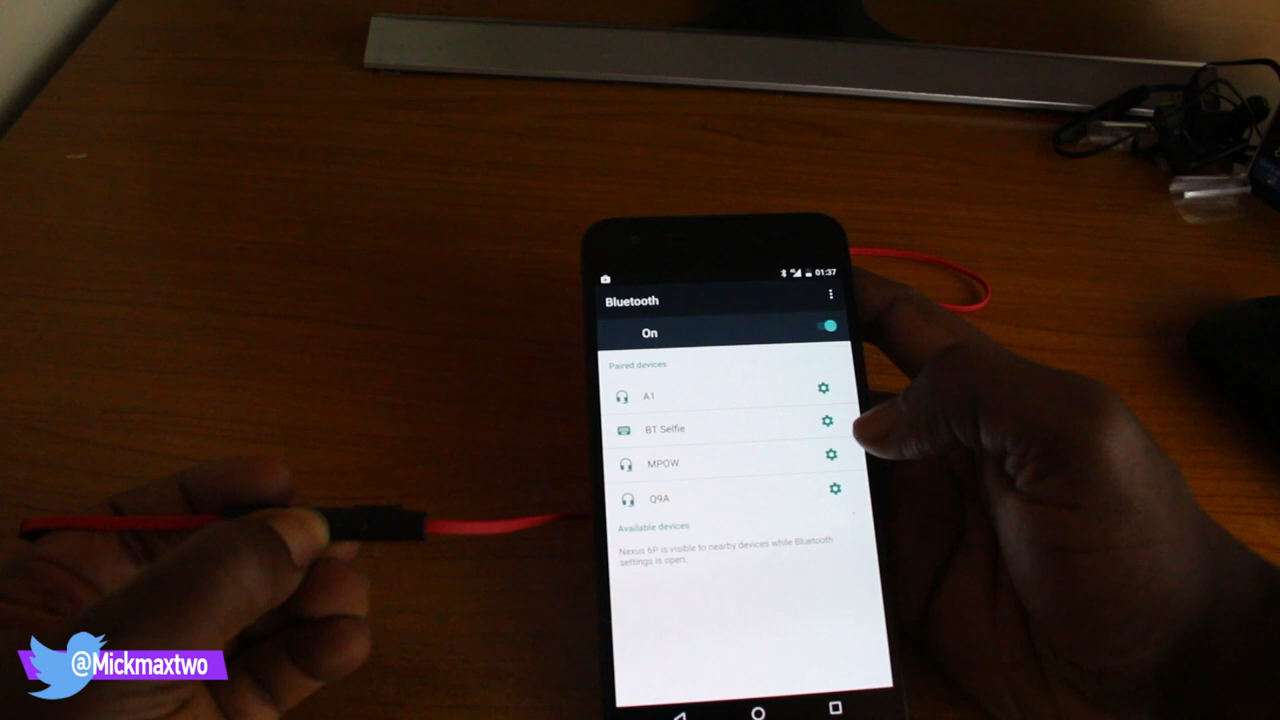 01:37
Bluetooth
On
Paired devices
A1
BT Selfie
MPOW
Q9A
Available devices
Nexus 6P is visible to nearby devices while Bluetooth
settings is open.
@Mickmaxtwo